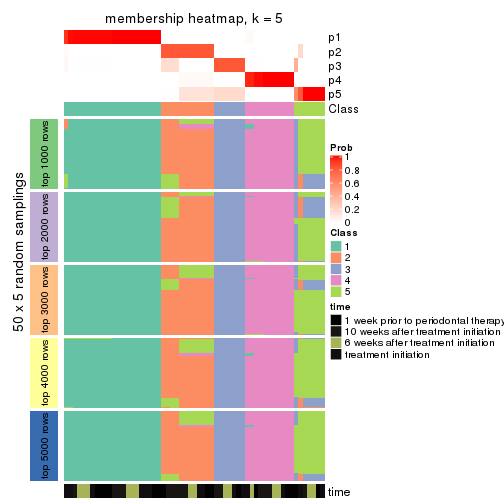 membership heatmap, k = 5
p1
p2
p3
p4
p5
Class
50 x 5 random samplings
top 1000 rows
top 2000 rows
top 3000 rows
top 4000 rows
top 5000 rows
time
Prob
1
0.8
0.6
0.4
0.2
0
Class
1
2
3
4
5
time
1 week prior to periodontal therapy
10 weeks after treatment initiation
6 weeks after treatment initiation
treatment initiation